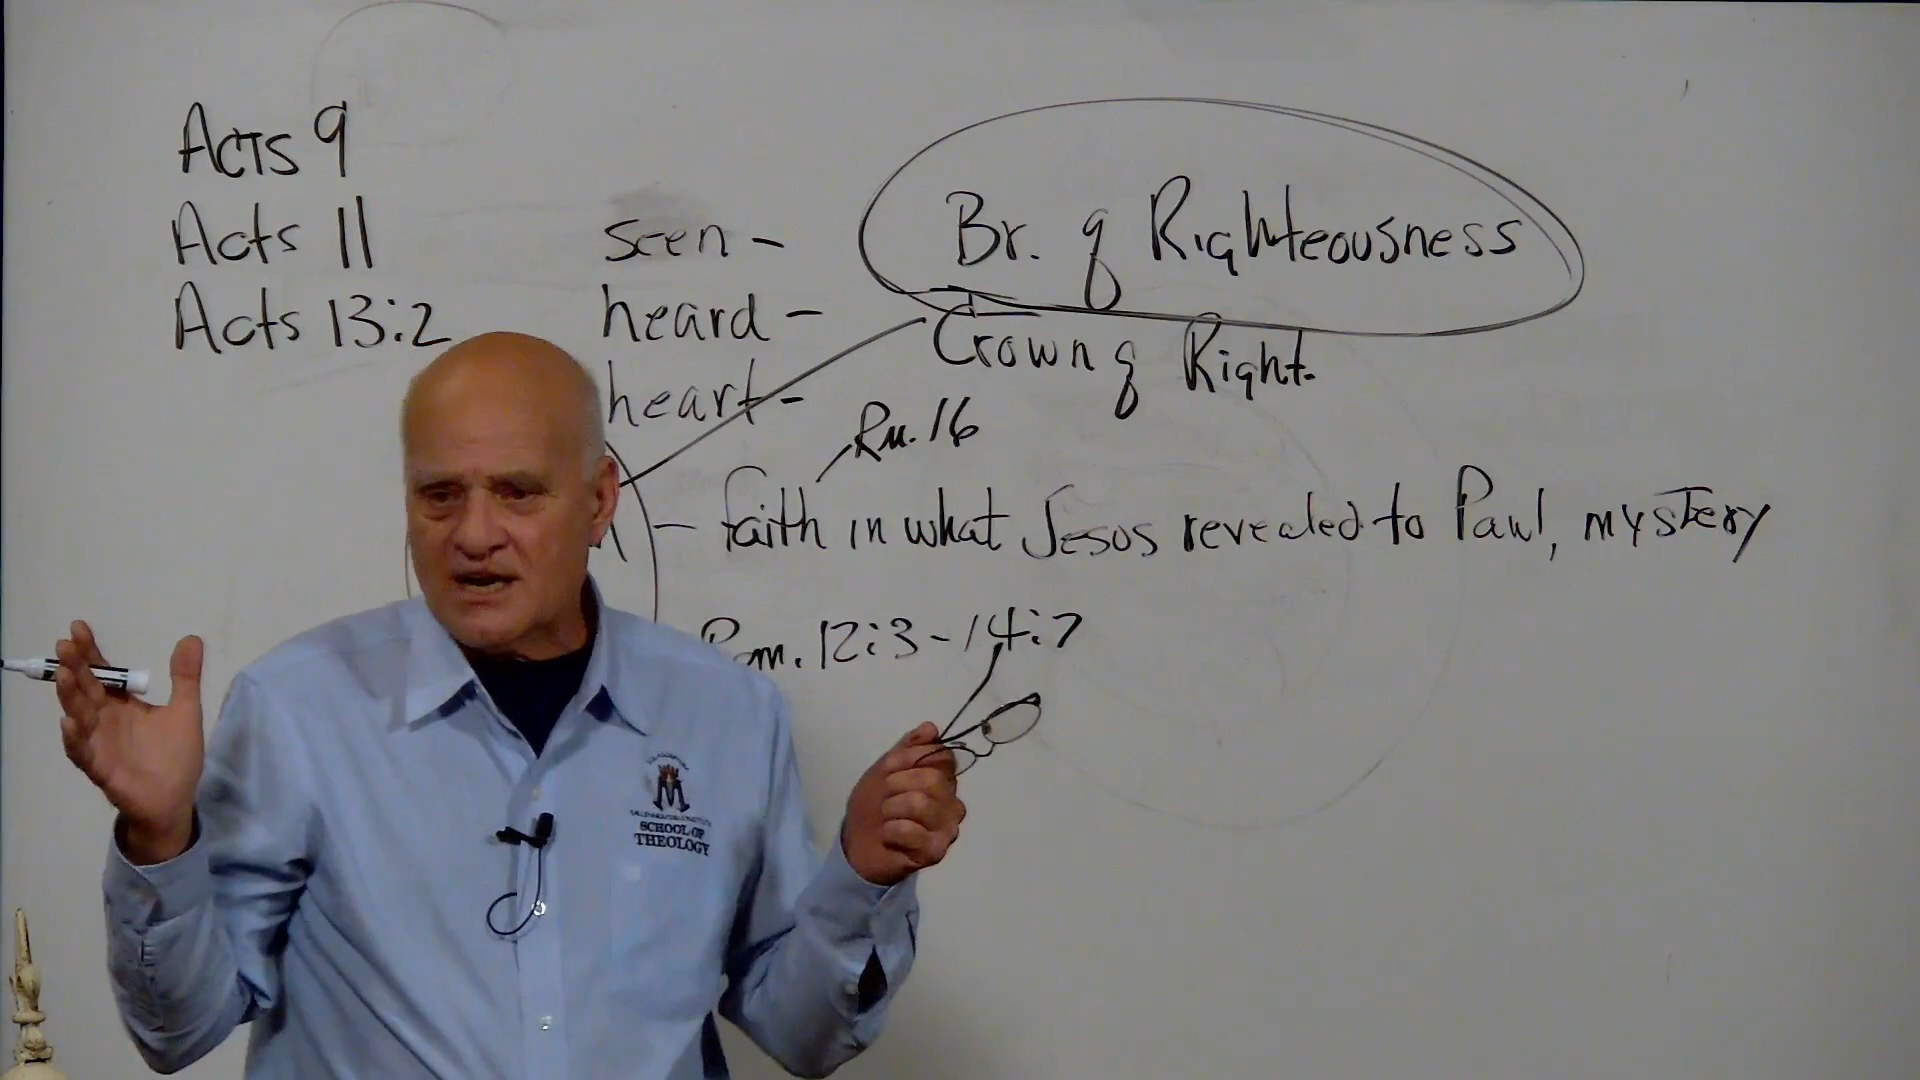 Acts 9
Acts 11
Acts 13:2
seen -
heard -
heart -
Br. of Righteousness
Crown of Right.
Rm. 16
- faith in what Jesus revealed to Paul, mystery
Rom. 12:3-14:7
SCHOOL OF
THEOLOGY